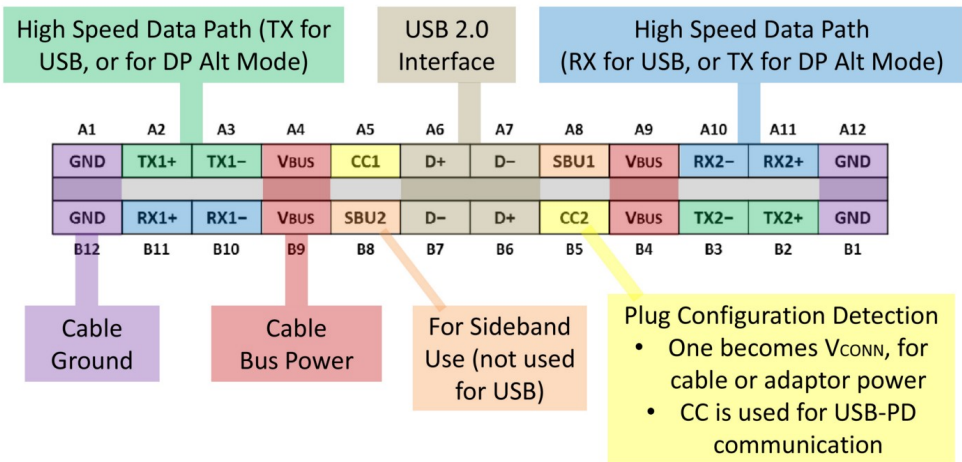 High Speed Data Path (TX for
USB, or for DP Alt Mode)
USB 2.0
Interface
High Speed Data Path
(RX for USB, or TX for DP Alt Mode)
A1 A2 A3 A4 A5 A6 A7 A8 A9 A10 A11 A12
GND TX1+ TX1− VBUS CC1 D+ D− SBU1 VBUS RX2− RX2+ GND
GND RX1+ RX1− VBUS SBU2 D− D+ CC2 VBUS TX2− TX2+ GND
B12 B11 B10 B9 B8 B7 B6 B5 B4 B3 B2 B1
Cable
Ground
Cable
Bus Power
For Sideband
Use (not used
for USB)
Plug Configuration Detection
• One becomes VCONN, for
cable or adaptor power
• CC is used for USB-PD
communication